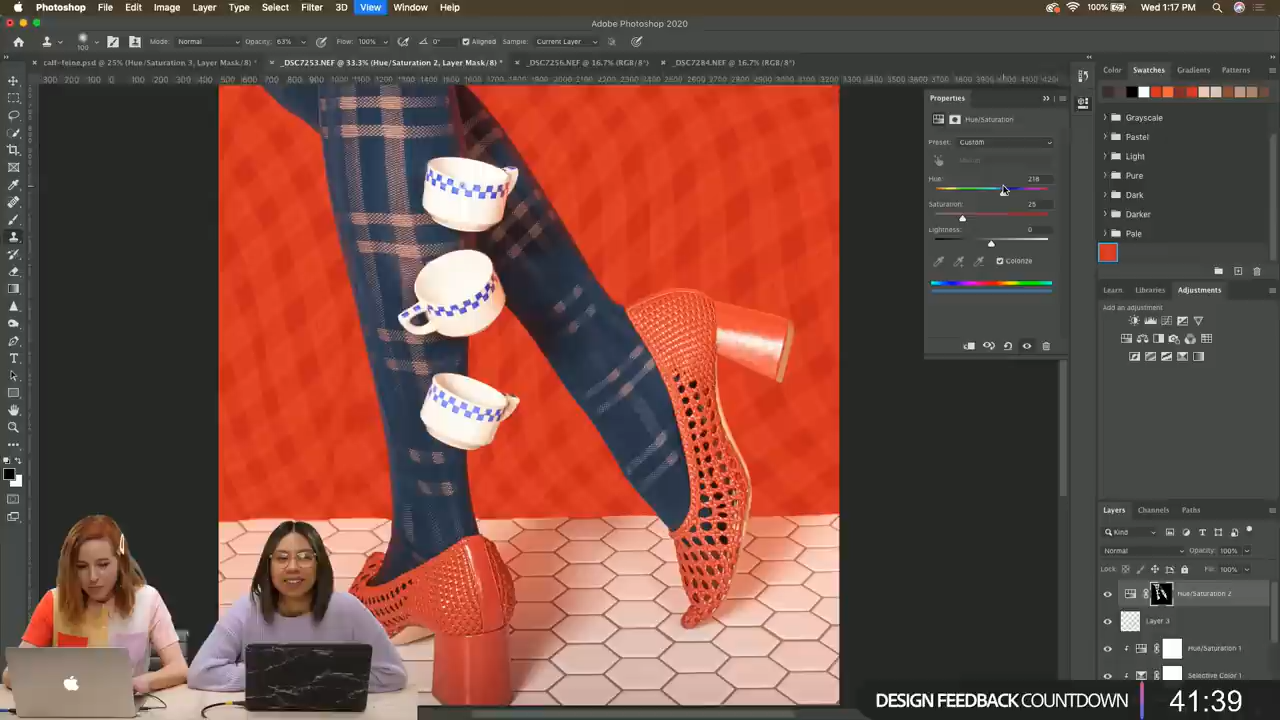 Photoshop File Edit Image Layer Type Select Filter 3D View Window Help
100% Wed 1:17 PM
Adobe Photoshop 2020
100 Mode: Normal Opacity: 63% Flow: 100% 0° Aligned Sample: Current Layer
calf-feine.psd @ 25% (Hue/Saturation 3, Layer Mask/8) *
_DSC7253.NEF @ 33.3% (Hue/Saturation 2, Layer Mask/8) *
_DSC7256.NEF @ 16.7% (RGB/8*)
_DSC7284.NEF @ 16.7% (RGB/8*)
Properties
Hue/Saturation
Preset: Custom
Master
Hue: 216
Saturation: 25
Lightness: 0
Colorize
Color Swatches Gradients Patterns
Grayscale
Pastel
Light
Pure
Dark
Darker
Pale
Learn Libraries Adjustments
Add an adjustment
Layers Channels Paths
Kind
Normal Opacity: 100%
Lock: Fill: 100%
Hue/Saturation 2
Layer 3
Hue/Saturation 1
Selective Color 1
DESIGN FEEDBACK COUNTDOWN 41:39